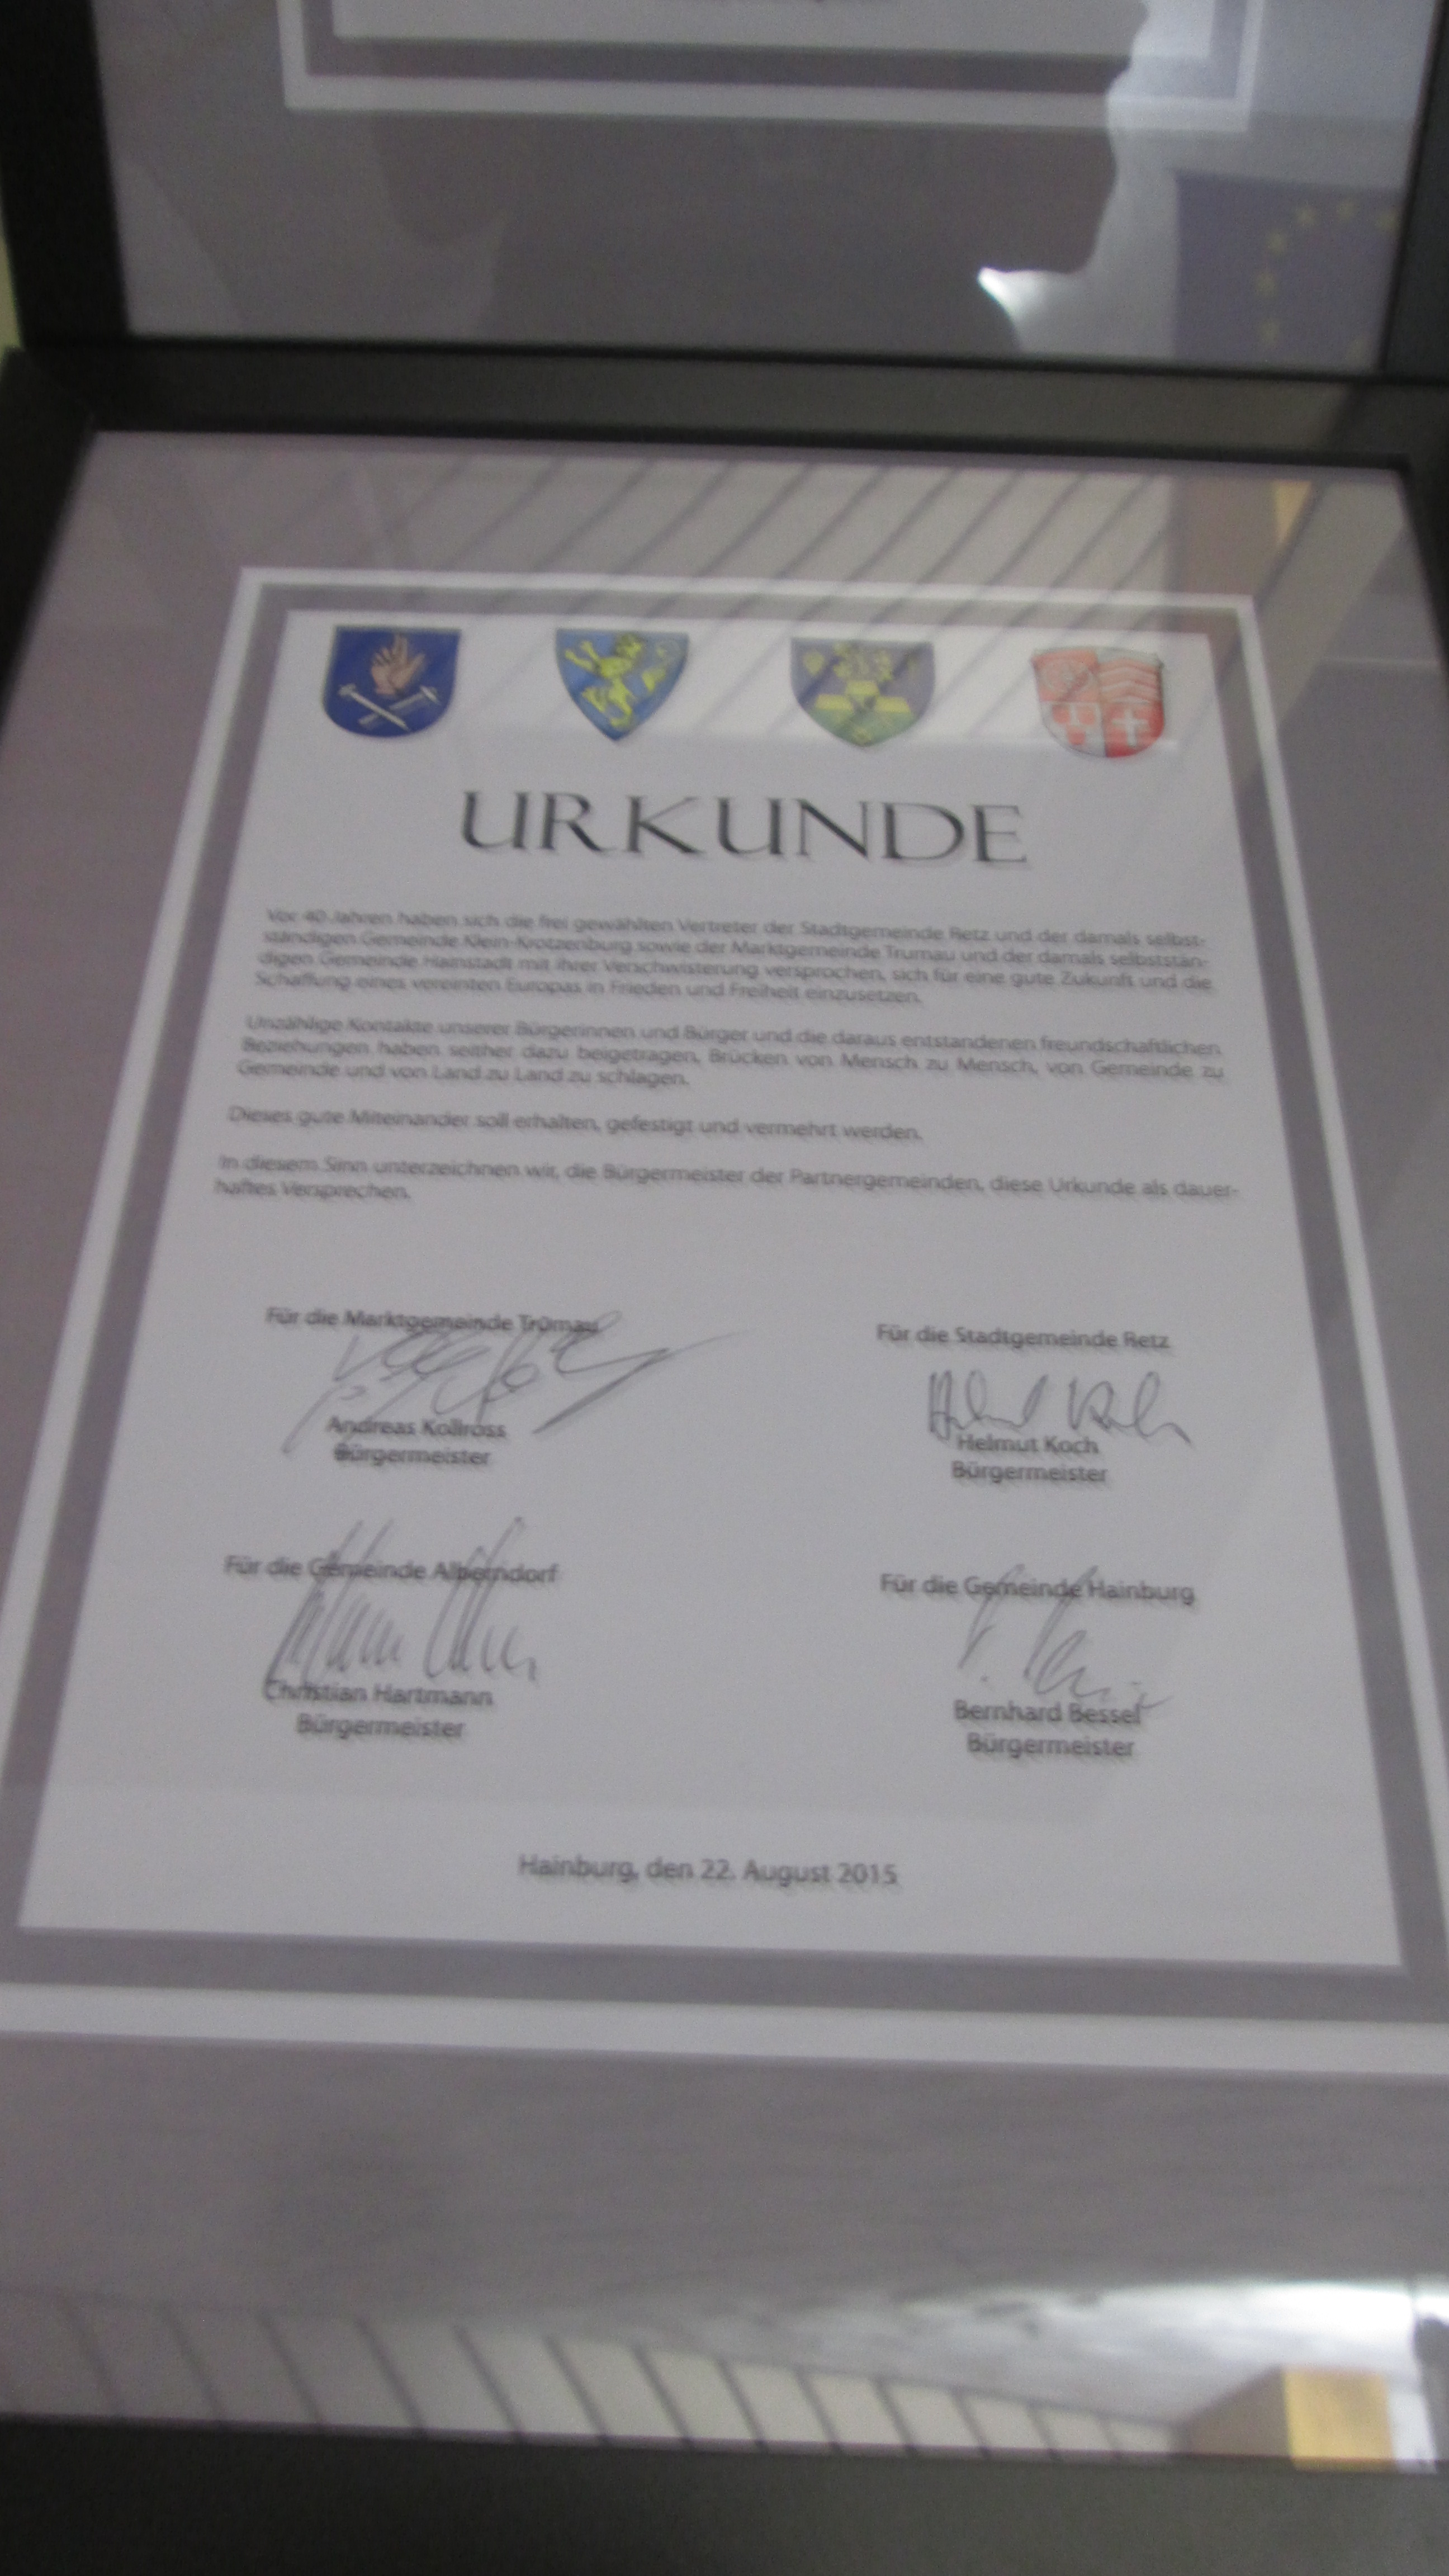 URKUNDE
Vor 40 Jahren haben sich die frei gewählten Vertreter der Stadtgemeinde Retz und der damals selbst-
ständigen Gemeinde Klein-Krotzenburg sowie der Marktgemeinde Trumau und der damals selbststän-
digen Gemeinde Hainstadt mit ihrer Verschwisterung versprochen, sich für eine gute Zukunft und die
Schaffung eines vereinten Europas in Frieden und Freiheit einzusetzen.
Unzählige Kontakte unserer Bürgerinnen und Bürger und die daraus entstandenen freundschaftlichen
Beziehungen haben seither dazu beigetragen, Brücken von Mensch zu Mensch, von Gemeinde zu
Gemeinde und von Land zu Land zu schlagen.
Dieses gute Miteinander soll erhalten, gefestigt und vermehrt werden.
In diesem Sinn unterzeichnen wir, die Bürgermeister der Partnergemeinden, diese Urkunde als dauer-
haftes Versprechen.
Für die Marktgemeinde Trumau
Andreas Kollross
Bürgermeister
Für die Stadtgemeinde Retz
Helmut Koch
Helmut Koch
Bürgermeister
Für die Gemeinde Alberndorf
Christian Hartmann
Bürgermeister
Für die Gemeinde Hainburg
Bernhard Bessel
Bürgermeister
Hainburg, den 22. August 2015